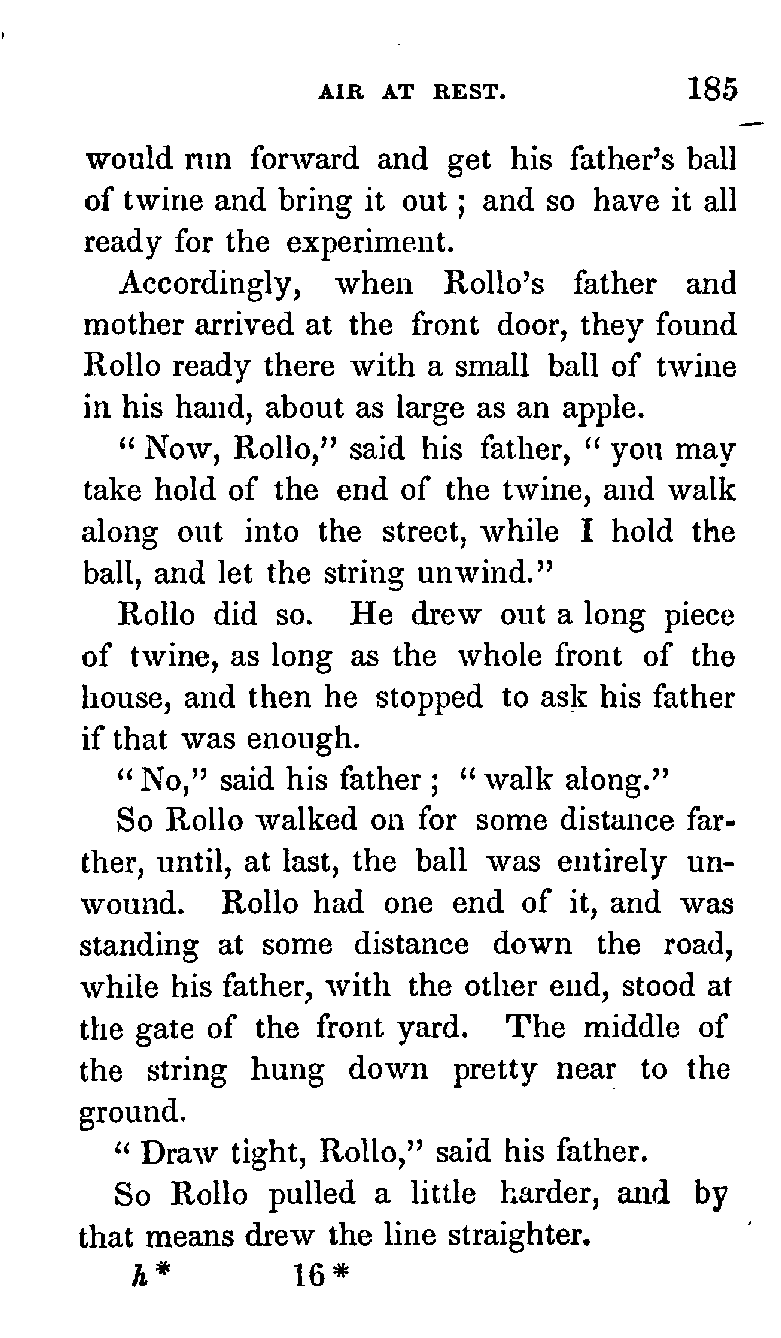 AIR AT REST. 185
would run forward and get his father's ball
of twine and bring it out ; and so have it all
ready for the experiment.
Accordingly, when Rollo's father and
mother arrived at the front door, they found
Rollo ready there with a small ball of twine
in his hand, about as large as an apple.
“ Now, Rollo,” said his father, “ you may
take hold of the end of the twine, and walk
along out into the street, while I hold the
ball, and let the string unwind.”
Rollo did so. He drew out a long piece
of twine, as long as the whole front of the
house, and then he stopped to ask his father
if that was enough.
“ No,” said his father ; “ walk along.”
So Rollo walked on for some distance far-
ther, until, at last, the ball was entirely un-
wound. Rollo had one end of it, and was
standing at some distance down the road,
while his father, with the other end, stood at
the gate of the front yard. The middle of
the string hung down pretty near to the
ground.
“ Draw tight, Rollo,” said his father.
So Rollo pulled a little harder, and by
that means drew the line straighter.
h* 16*